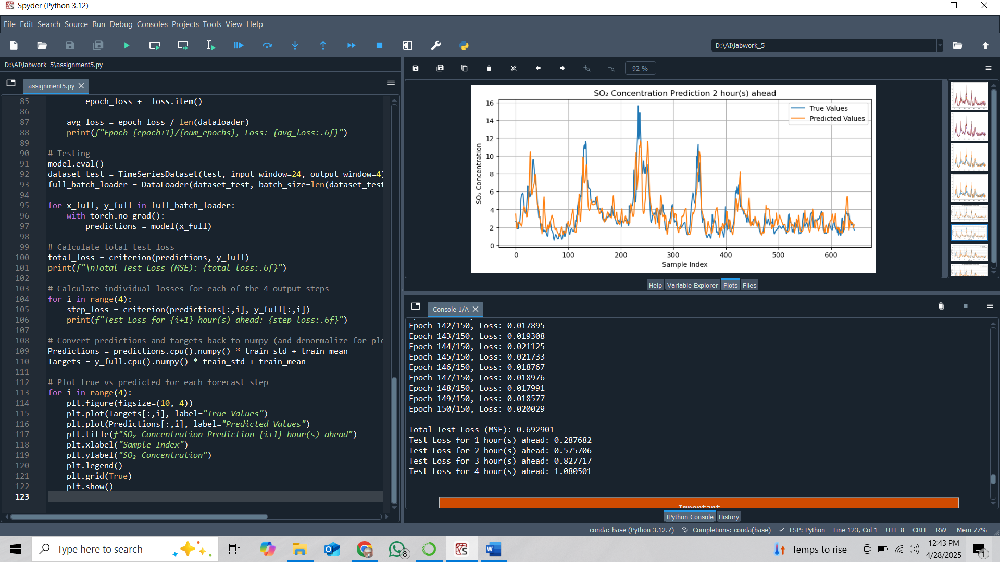 Spyder (Python 3.12)
File Edit Search Source Run Debug Consoles Projects Tools View Help
D:\AI\labwork_5
D:\AI\labwork_5\assignment5.py
assignment5.py
85 epoch_loss += loss.item()
86
87 avg_loss = epoch_loss / len(dataloader)
88 print(f"Epoch {epoch+1}/{num_epochs}, Loss: {avg_loss:.6f}")
89
90 # Testing
91 model.eval()
92 dataset_test = TimeSeriesDataset(test, input_window=24, output_window=4)
93 full_batch_loader = DataLoader(dataset_test, batch_size=len(dataset_test
94
95 for x_full, y_full in full_batch_loader:
96 with torch.no_grad():
97 predictions = model(x_full)
98
99 # Calculate total test loss
100 total_loss = criterion(predictions, y_full)
101 print(f"\nTotal Test Loss (MSE): {total_loss:.6f}")
102
103 # Calculate individual losses for each of the 4 output steps
104 for i in range(4):
105 step_loss = criterion(predictions[:,i], y_full[:,i])
106 print(f"Test Loss for {i+1} hour(s) ahead: {step_loss:.6f}")
107
108 # Convert predictions and targets back to numpy (and denormalize for plo
109 Predictions = predictions.cpu().numpy() * train_std + train_mean
110 Targets = y_full.cpu().numpy() * train_std + train_mean
111
112 # Plot true vs predicted for each forecast step
113 for i in range(4):
114 plt.figure(figsize=(10, 4))
115 plt.plot(Targets[:,i], label="True Values")
116 plt.plot(Predictions[:,i], label="Predicted Values")
117 plt.title(f"SO₂ Concentration Prediction {i+1} hour(s) ahead")
118 plt.xlabel("Sample Index")
119 plt.ylabel("SO₂ Concentration")
120 plt.legend()
121 plt.grid(True)
122 plt.show()
123
92 %
SO₂ Concentration Prediction 2 hour(s) ahead
True Values
Predicted Values
SO₂ Concentration
16
14
12
10
8
6
4
2
0
0 100 200 300 400 500 600
Sample Index
Help Variable Explorer Plots Files
Console 1/A
Epoch 142/150, Loss: 0.017895
Epoch 143/150, Loss: 0.019308
Epoch 144/150, Loss: 0.021125
Epoch 145/150, Loss: 0.021733
Epoch 146/150, Loss: 0.018767
Epoch 147/150, Loss: 0.018976
Epoch 148/150, Loss: 0.017991
Epoch 149/150, Loss: 0.018577
Epoch 150/150, Loss: 0.020029
Total Test Loss (MSE): 0.692901
Test Loss for 1 hour(s) ahead: 0.287682
Test Loss for 2 hour(s) ahead: 0.575706
Test Loss for 3 hour(s) ahead: 0.827717
Test Loss for 4 hour(s) ahead: 1.080501
Important
IPython Console History
conda: base (Python 3.12.7) Completions: conda(base) LSP: Python Line 123, Col 1 UTF-8 CRLF RW Mem 77%
Type here to search
8
Temps to rise
12:43 PM
4/28/2025
1